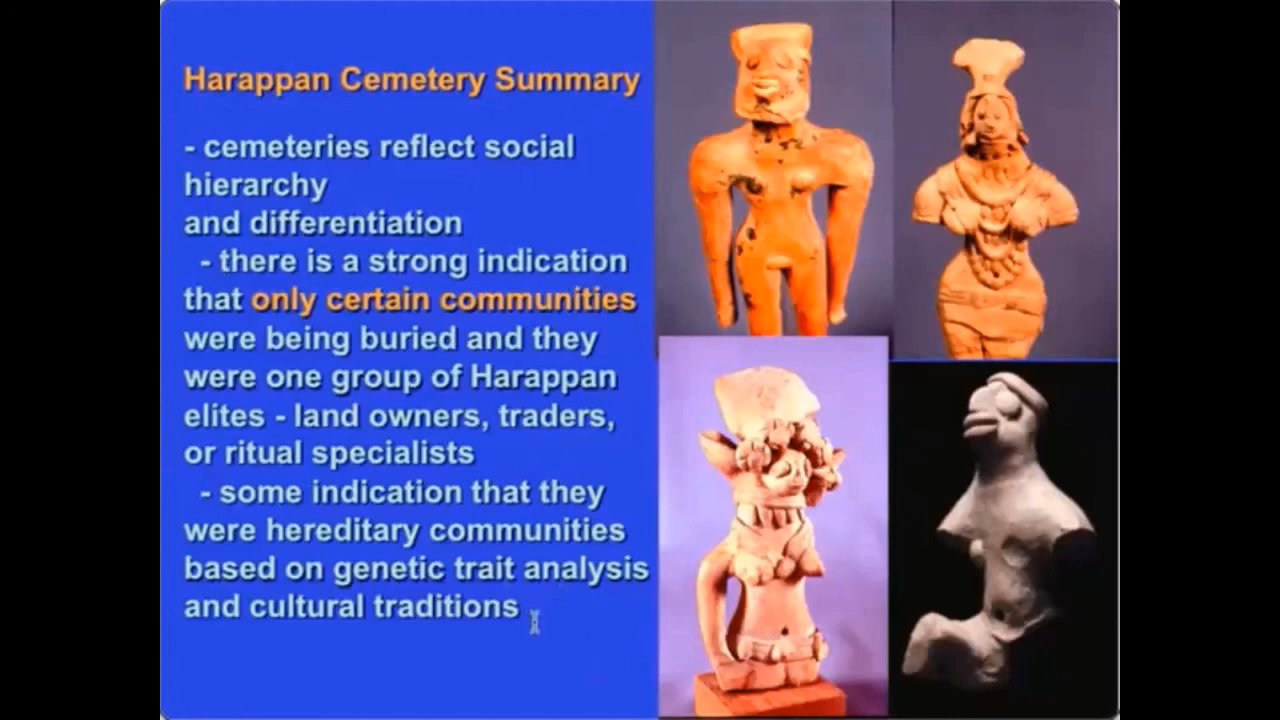 Harappan Cemetery Summary
- cemeteries reflect social
hierarchy
and differentiation
- there is a strong indication
that only certain communities
were being buried and they
were one group of Harappan
elites - land owners, traders,
or ritual specialists
- some indication that they
were hereditary communities
based on genetic trait analysis
and cultural traditions